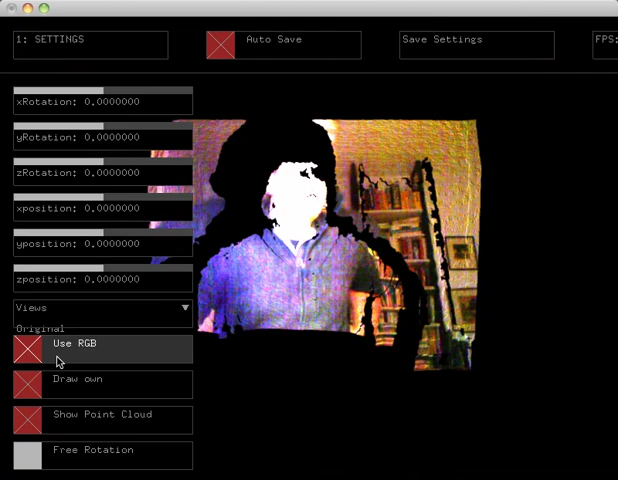 1: SETTINGS
Auto Save
Save Settings
FPS:
xRotation: 0.0000000
yRotation: 0.0000000
zRotation: 0.0000000
xposition: 0.0000000
yposition: 0.0000000
zposition: 0.0000000
Views
Original
Use RGB
Draw own
Show Point Cloud
Free Rotation